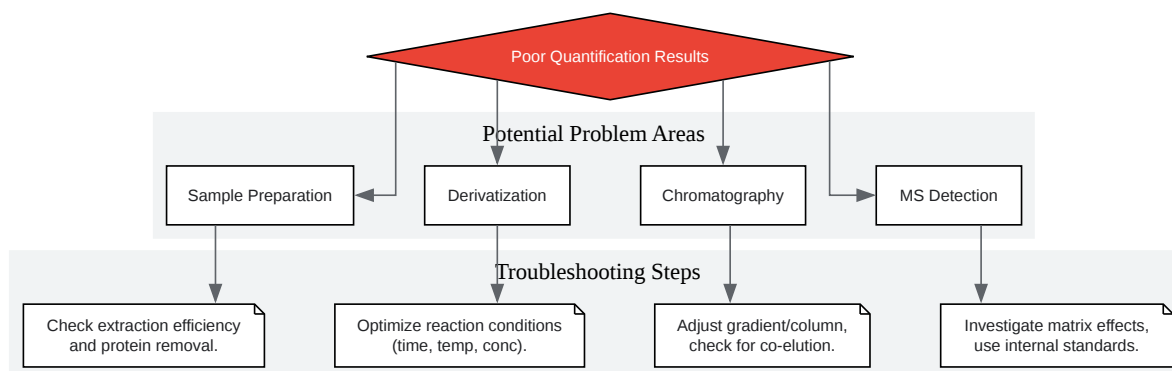 Poor Quantification Results
Potential Problem Areas
Sample Preparation
Derivatization
Chromatography
MS Detection
Troubleshooting Steps
Check extraction efficiency
and protein removal.
Optimize reaction conditions
(time, temp, conc).
Adjust gradient/column,
check for co-elution.
Investigate matrix effects,
use internal standards.